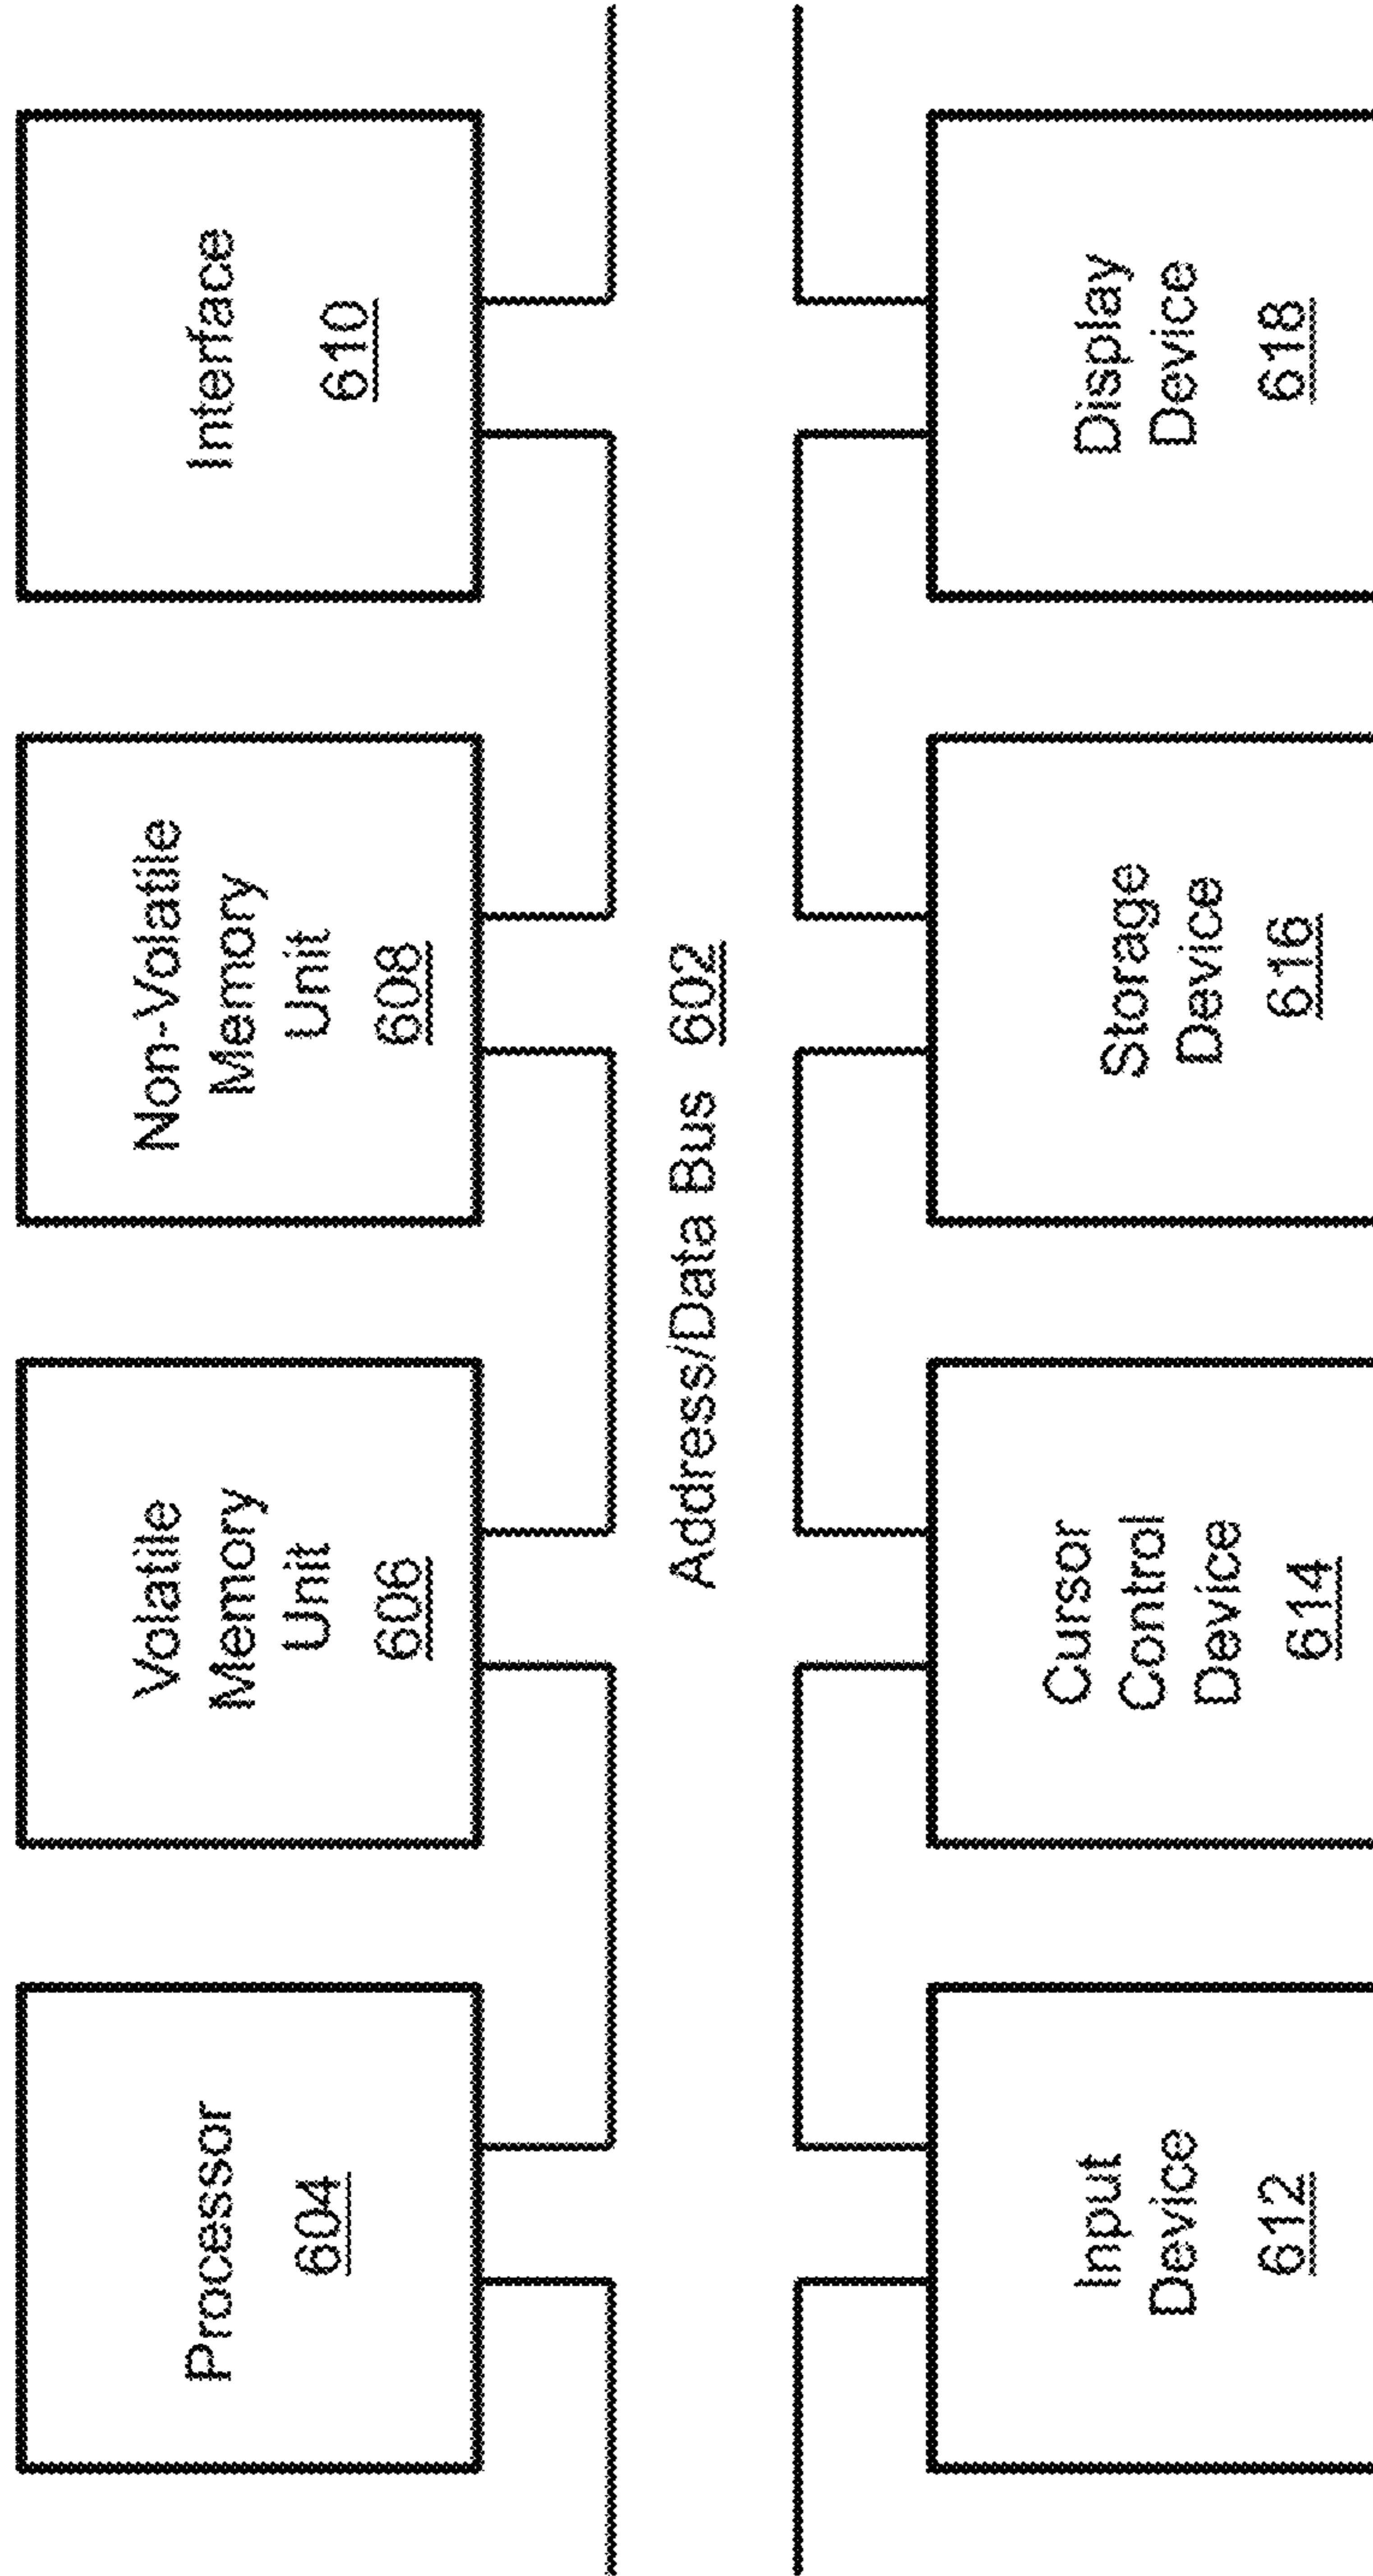 Processor
604
Volatile
Memory
Unit
606
Non-Volatile
Memory
Unit
608
Interface
610
Address/Data Bus 602
Input
Device
612
Cursor
Control
Device
614
Storage
Device
616
Display
Device
618